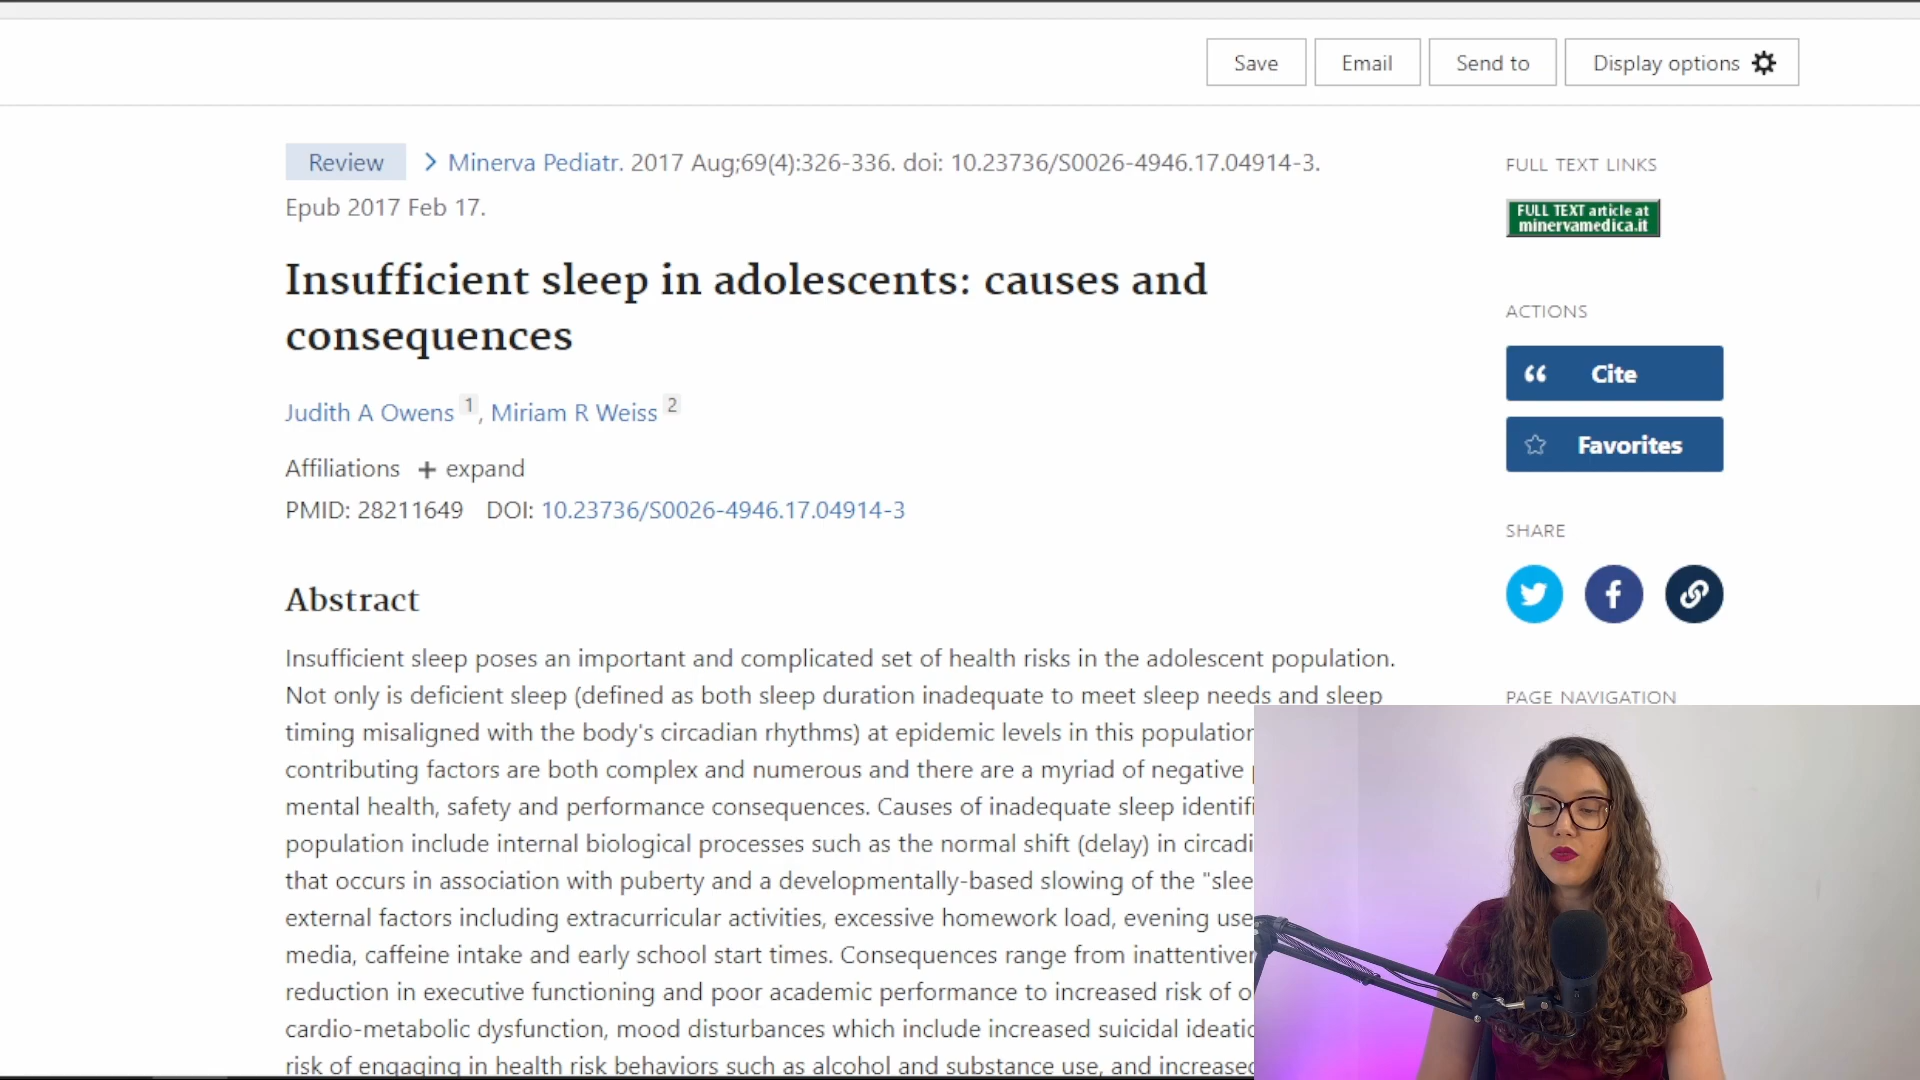 Save Email Send to Display options
Review > Minerva Pediatr. 2017 Aug;69(4):326-336. doi: 10.23736/S0026-4946.17.04914-3.
Epub 2017 Feb 17.
Insufficient sleep in adolescents: causes and
consequences
Judith A Owens 1, Miriam R Weiss 2
Affiliations + expand
PMID: 28211649 DOI: 10.23736/S0026-4946.17.04914-3
Abstract
Insufficient sleep poses an important and complicated set of health risks in the adolescent population.
Not only is deficient sleep (defined as both sleep duration inadequate to meet sleep needs and sleep
timing misaligned with the body's circadian rhythms) at epidemic levels in this population
contributing factors are both complex and numerous and there are a myriad of negative
mental health, safety and performance consequences. Causes of inadequate sleep identifi
population include internal biological processes such as the normal shift (delay) in circadi
that occurs in association with puberty and a developmentally-based slowing of the "slee
external factors including extracurricular activities, excessive homework load, evening use
media, caffeine intake and early school start times. Consequences range from inattentiven
reduction in executive functioning and poor academic performance to increased risk of o
cardio-metabolic dysfunction, mood disturbances which include increased suicidal ideatio
risk of engaging in health risk behaviors such as alcohol and substance use, and increased
FULL TEXT LINKS
FULL TEXT article at
minervamedica.it
ACTIONS
Cite
Favorites
SHARE
PAGE NAVIGATION